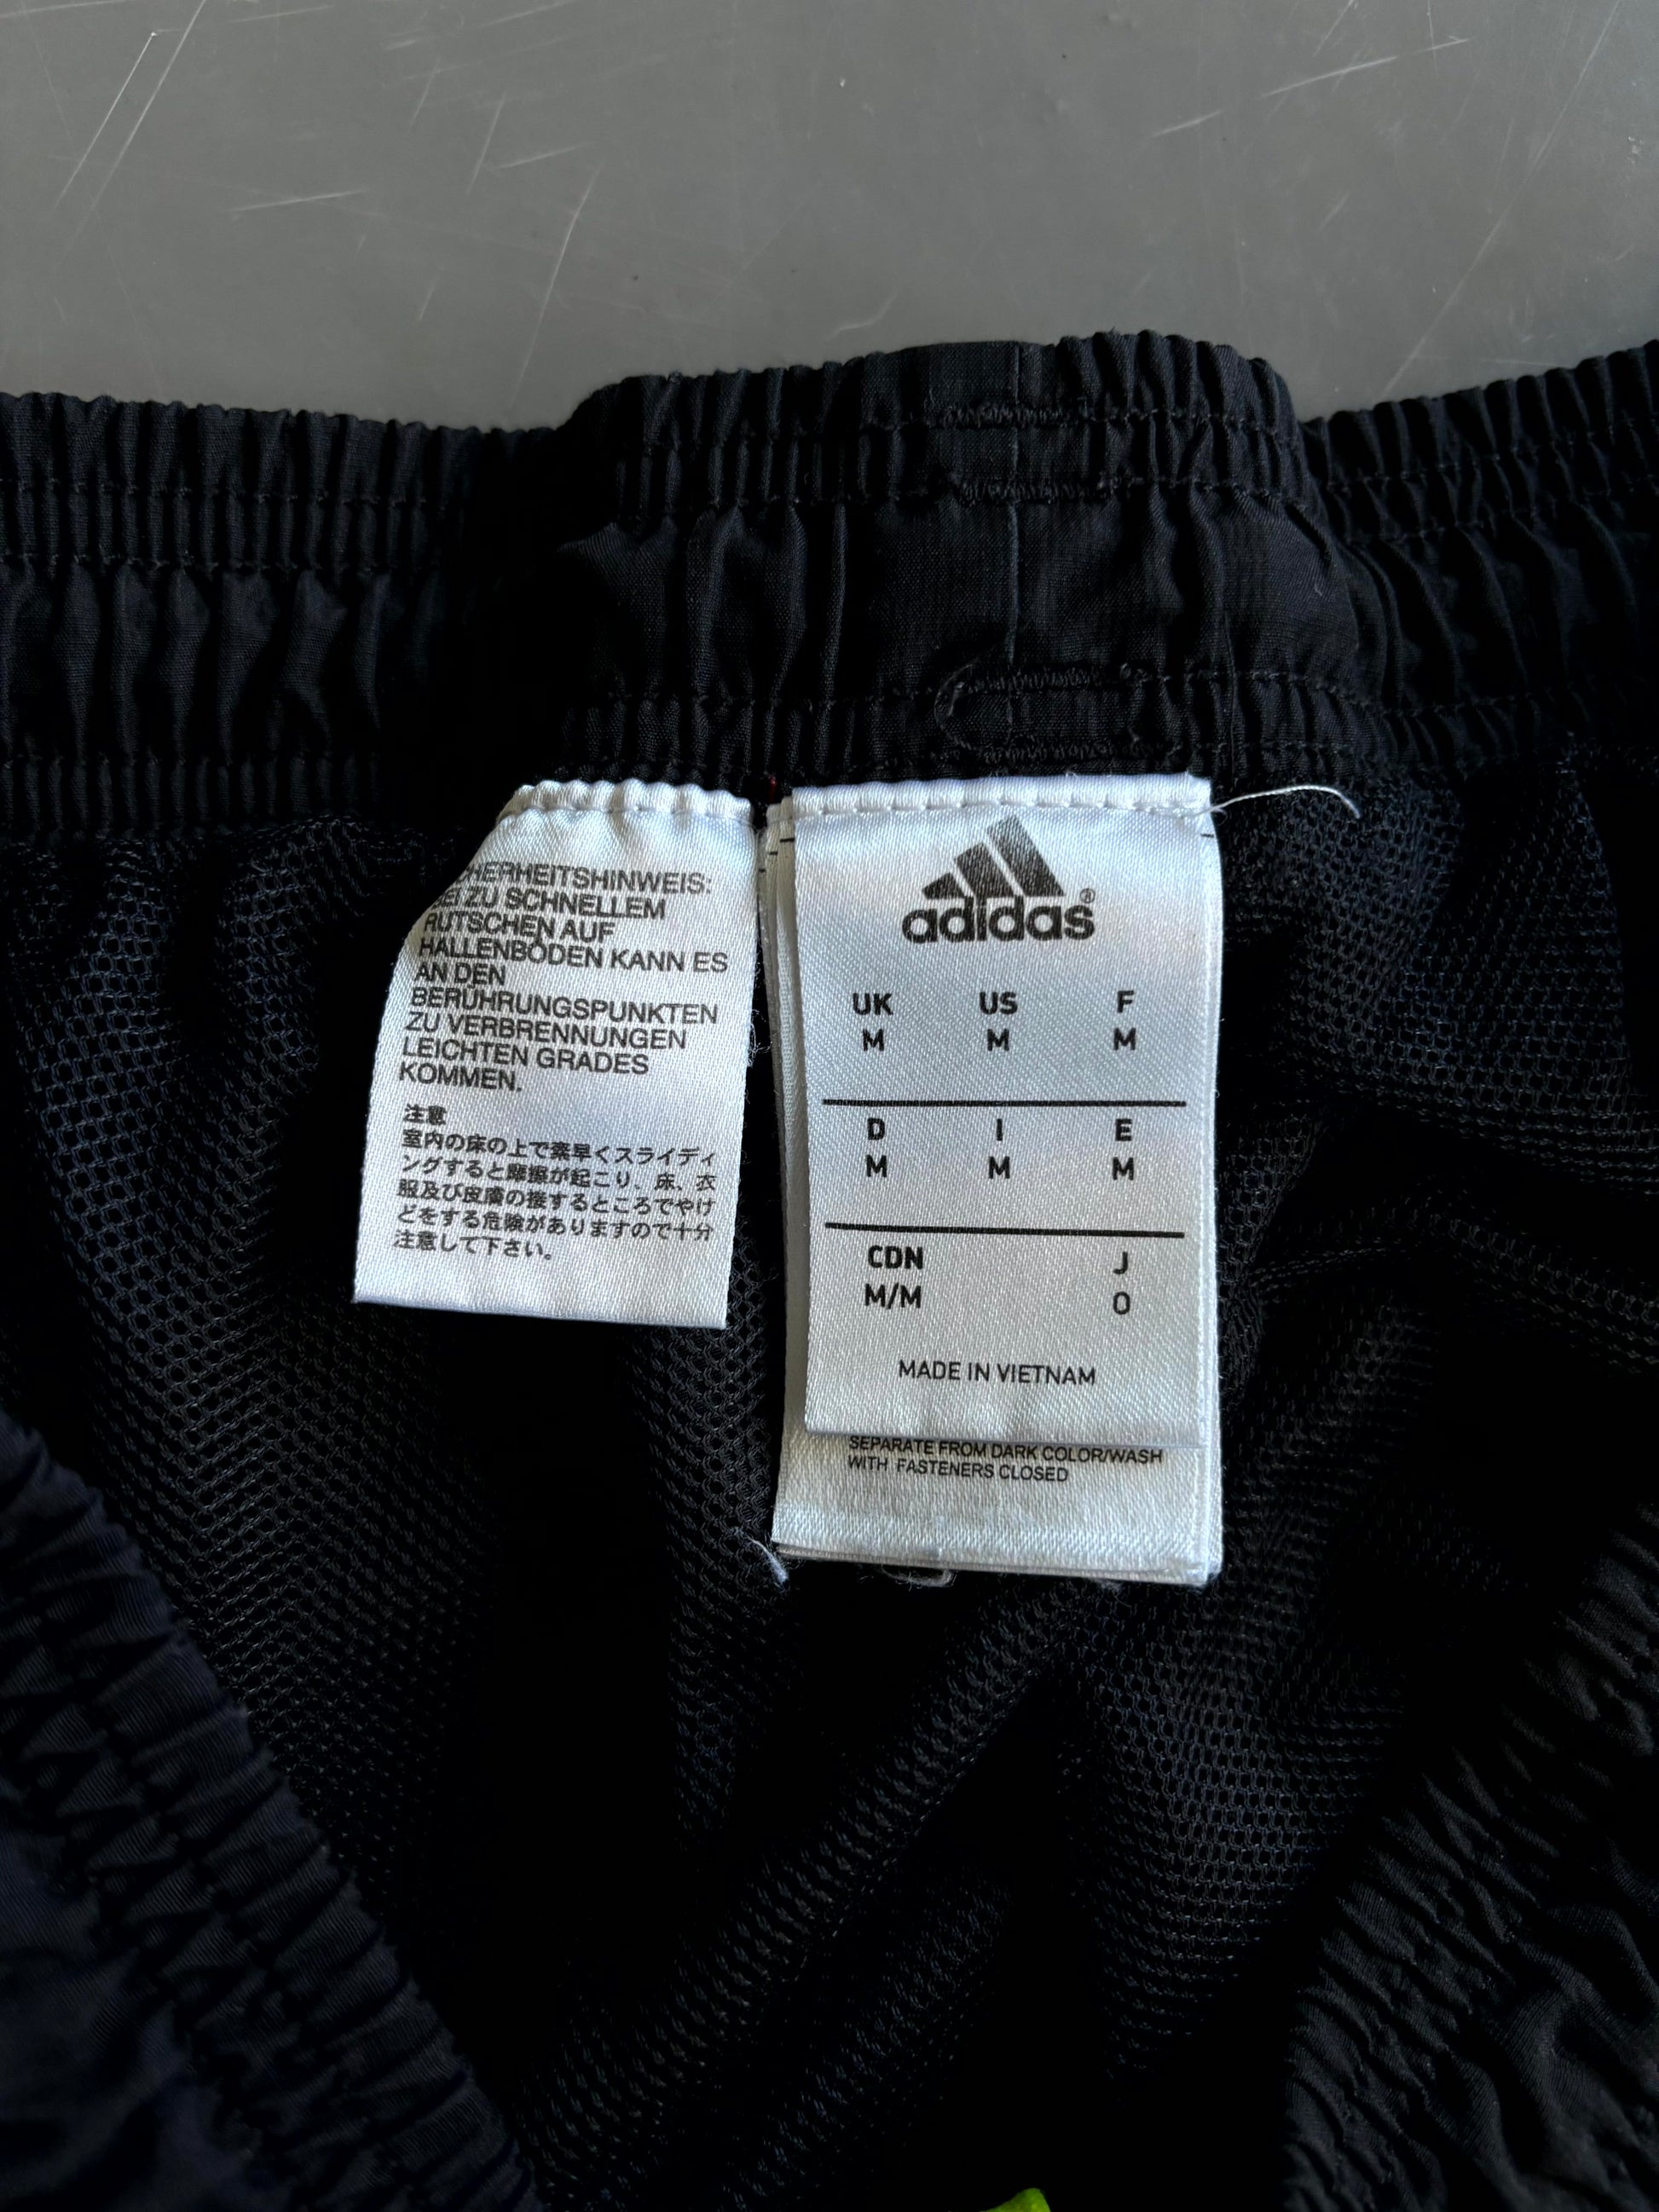 HERHEITSHINWEIS:
ZU SCHNELLEM
RUTSCHEN AUF
HALLENBÖDEN KANN ES
AN DEN
BERÜHRUNGSPUNKTEN
ZU VERBRENNUNGEN
LEICHTEN GRADES
KOMMEN.
注意
室内の床の上で素早くスライディ
ングすると摩擦が起こり、床、衣
服及び皮膚の接するところでやけ
どをする危険がありますので十分
注意して下さい。
adidas®
UK US F
M M M
D I E
M M M
CDN J
M/M O
MADE IN VIETNAM
SEPARATE FROM DARK COLOR/WASH
WITH FASTENERS CLOSED